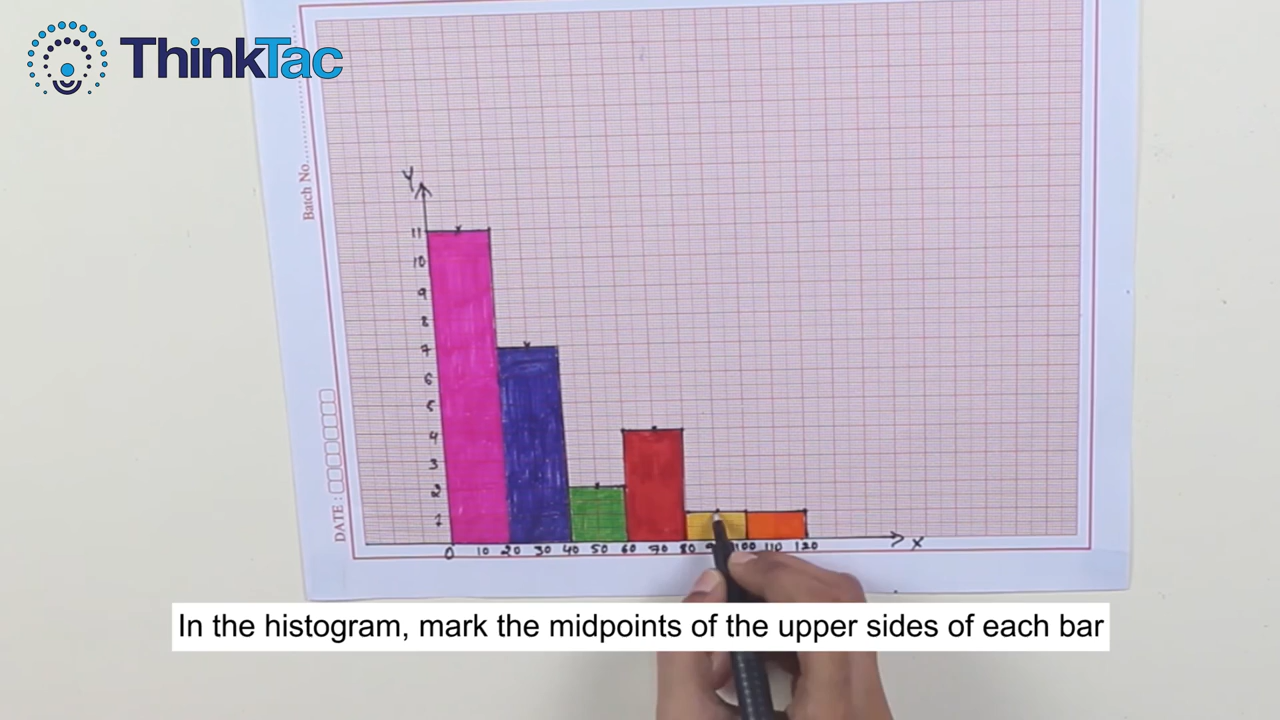 ThinkTac
Batch No.
Y
11
10
9
8
7
6
5
4
3
2
1
0 10 20 30 40 50 60 70 80 90 100 110 120 X
DATE :
In the histogram, mark the midpoints of the upper sides of each bar